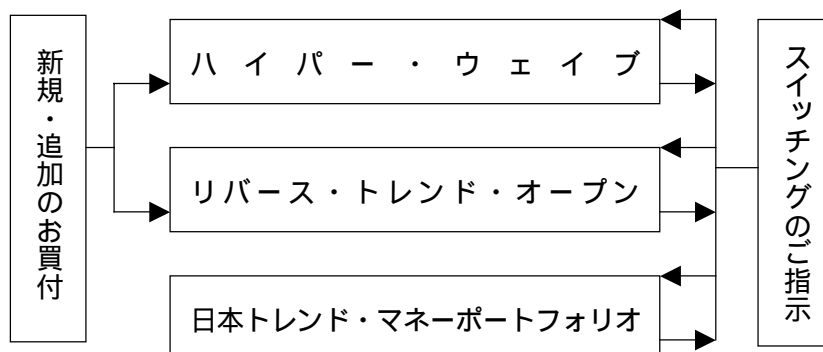 新規・追加のお買付
ハイパー・ウェイブ
リバース・トレンド・オープン
日本トレンド・マネーポートフォリオ
スイッチングのご指示